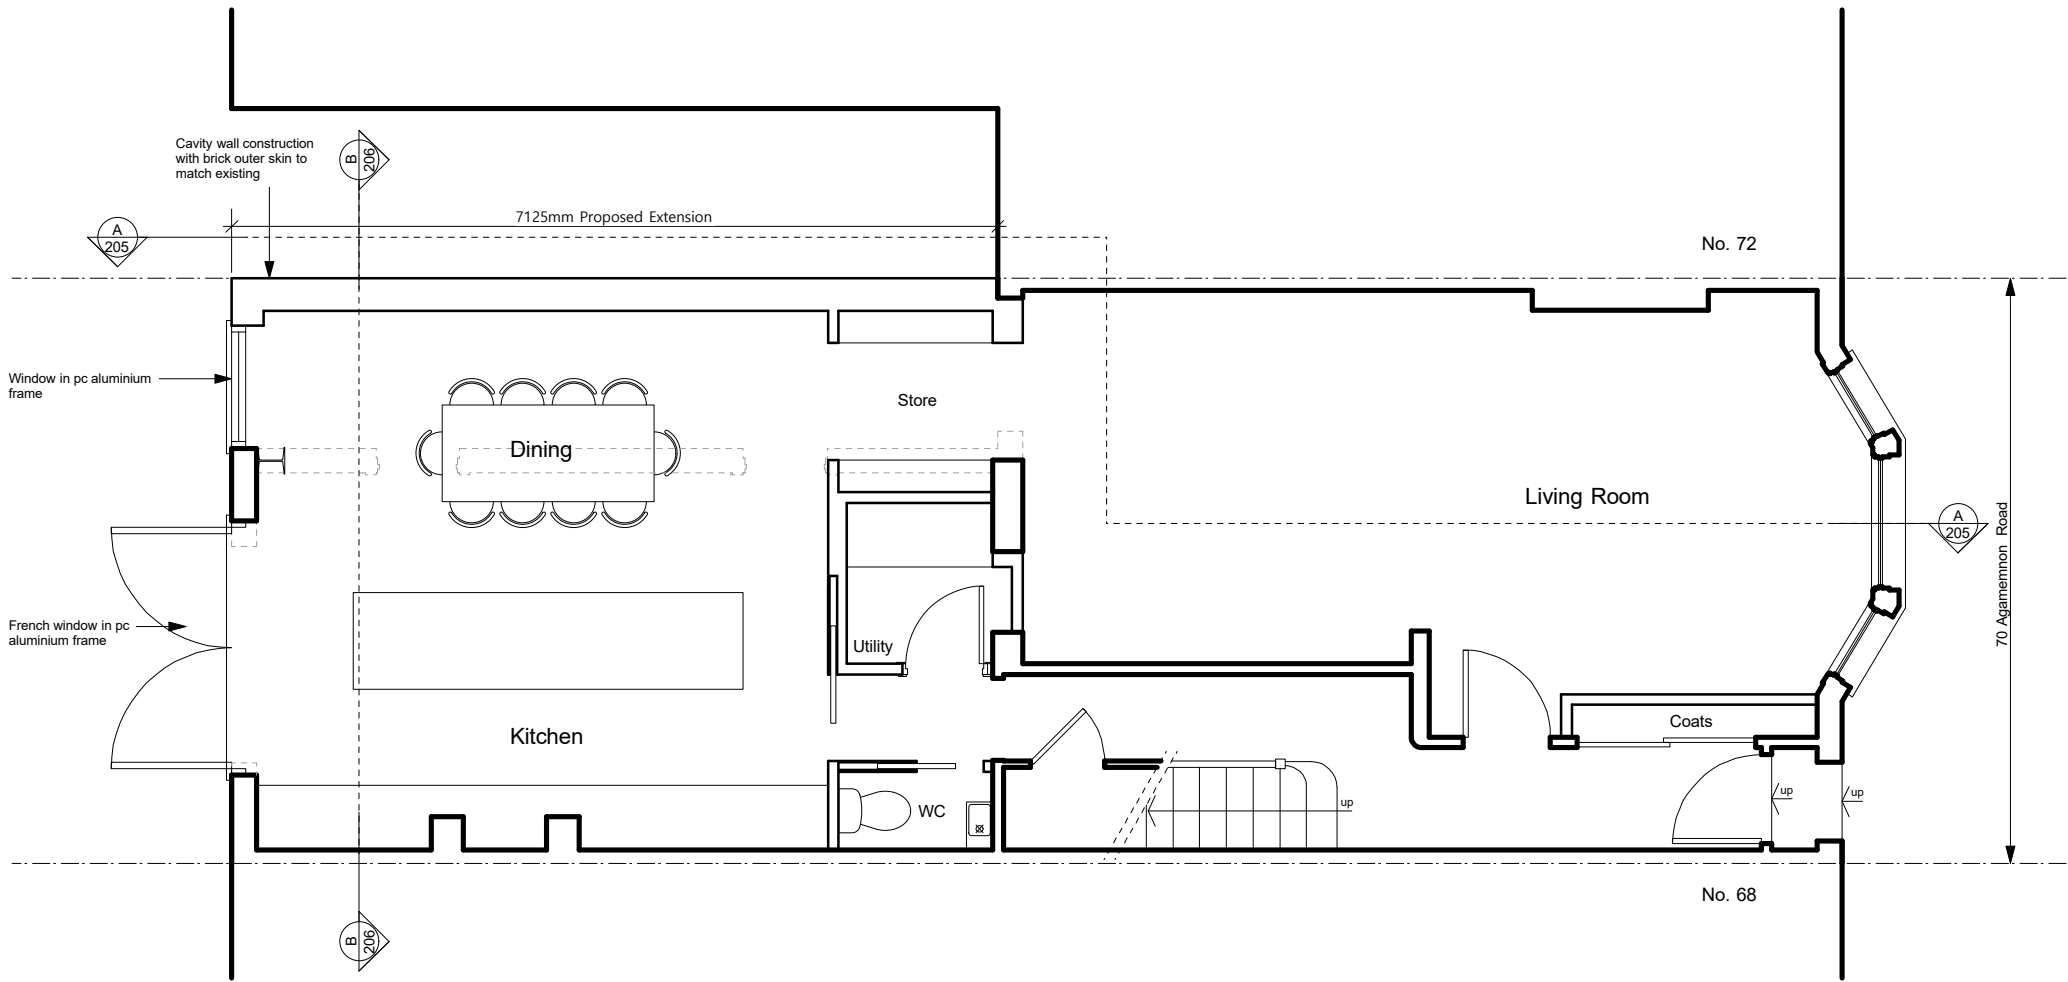 Cavity wall construction
with brick outer skin to
match existing
B
206
7125mm Proposed Extension
A
205
No. 72
Window in pc aluminium
frame
Store
Dining
Living Room
A
205
70 Agamemnon Road
French window in pc
aluminium frame
Utility
Coats
Kitchen
up
up
up
WC
No. 68
B
206